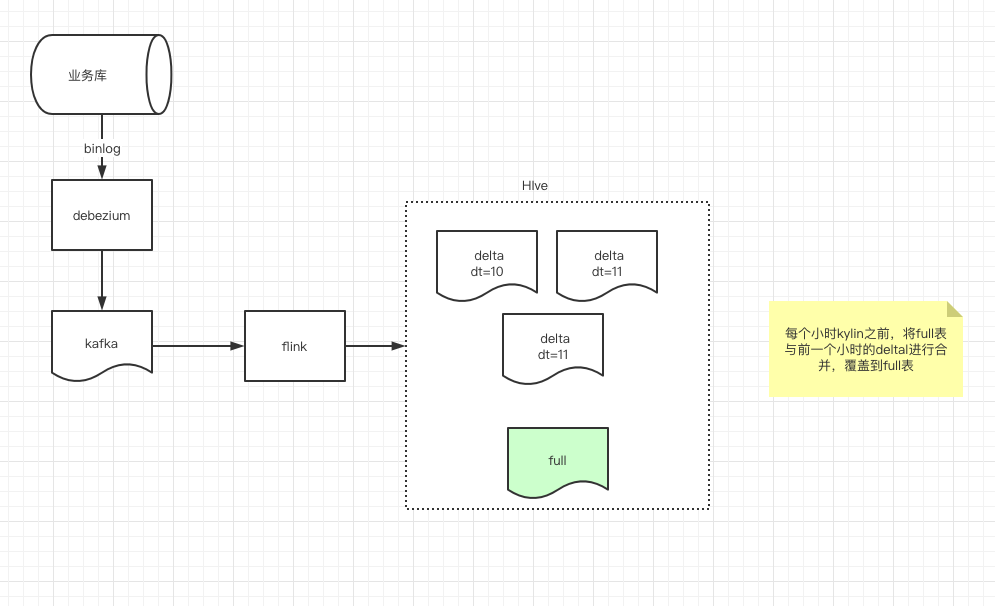 业务库
binlog
debezium
kafka
flink
HIve
delta
dt=10
delta
dt=11
delta
dt=11
full
每个小时kylin之前，将full表
与前一个小时的deltal进行合
并，覆盖到full表